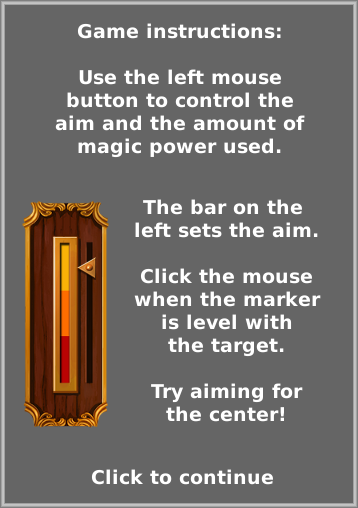 Game instructions:
Use the left mouse
button to control the
aim and the amount of
magic power used.
The bar on the
left sets the aim.
Click the mouse
when the marker
is level with
the target.
Try aiming for
the center!
Click to continue